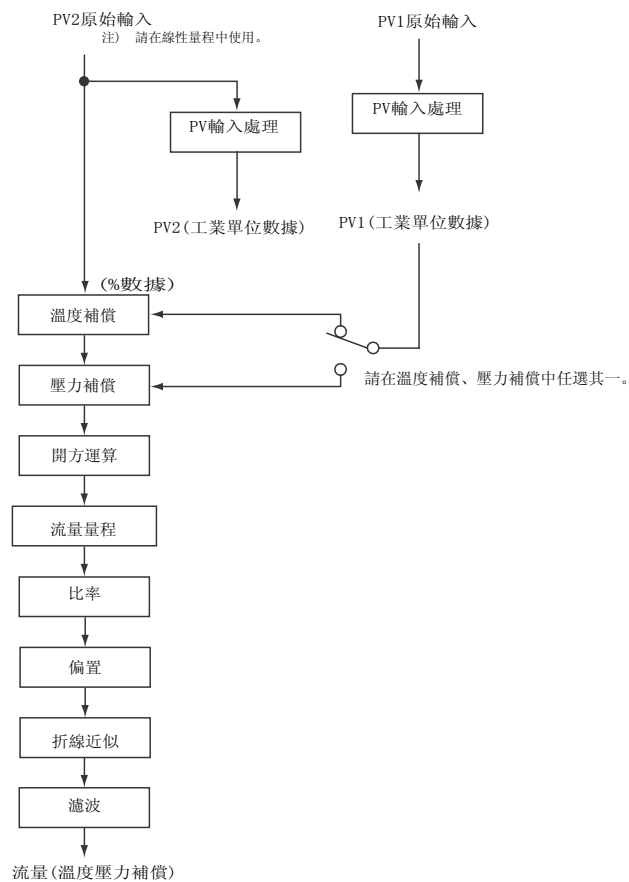 PV2原始輸入
注) 請在線性量程中使用。
PV1原始輸入
PV輸入處理
PV輸入處理
PV2(工業單位數據)
PV1(工業單位數據)
(%數據)
溫度補償
壓力補償
請在溫度補償、壓力補償中任選其一。
開方運算
流量量程
比率
偏置
折線近似
濾波
流量(溫度壓力補償)